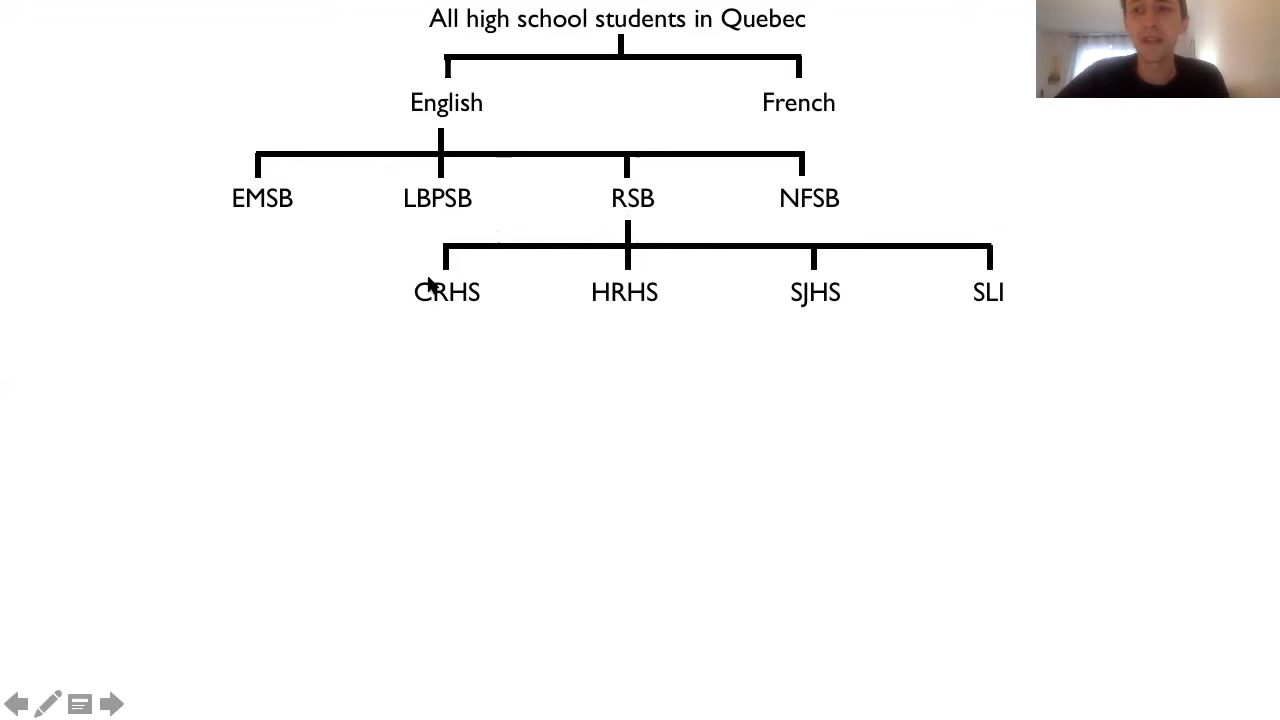 All high school students in Quebec
English French
EMSB LBPSB RSB NFSB
CRHS HRHS SJHS SLI